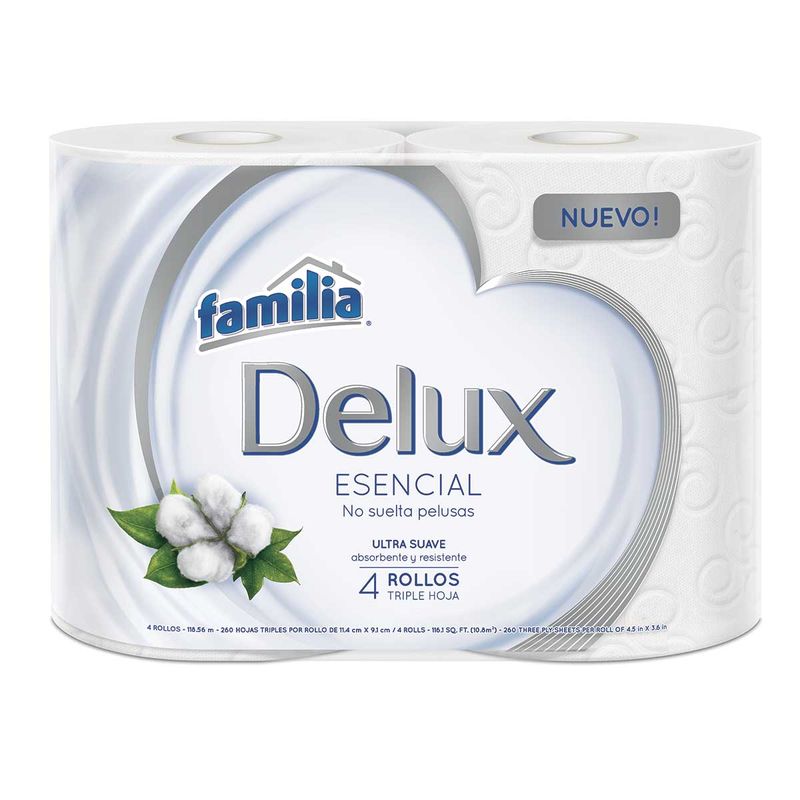 NUEVO!
familia®
Delux
ESENCIAL
No suelta pelusas
ULTRA SUAVE
absorbente y resistente
4 ROLLOS
TRIPLE HOJA
4 ROLLOS - 118.56 m - 260 HOJAS TRIPLES POR ROLLO DE 11.4 cm X 9.1 cm / 4 ROLLS - 116.1 SQ. FT. (10.8m²) - 260 THREE PLY SHEETS PER ROLL OF 4.5 in X 3.6 in